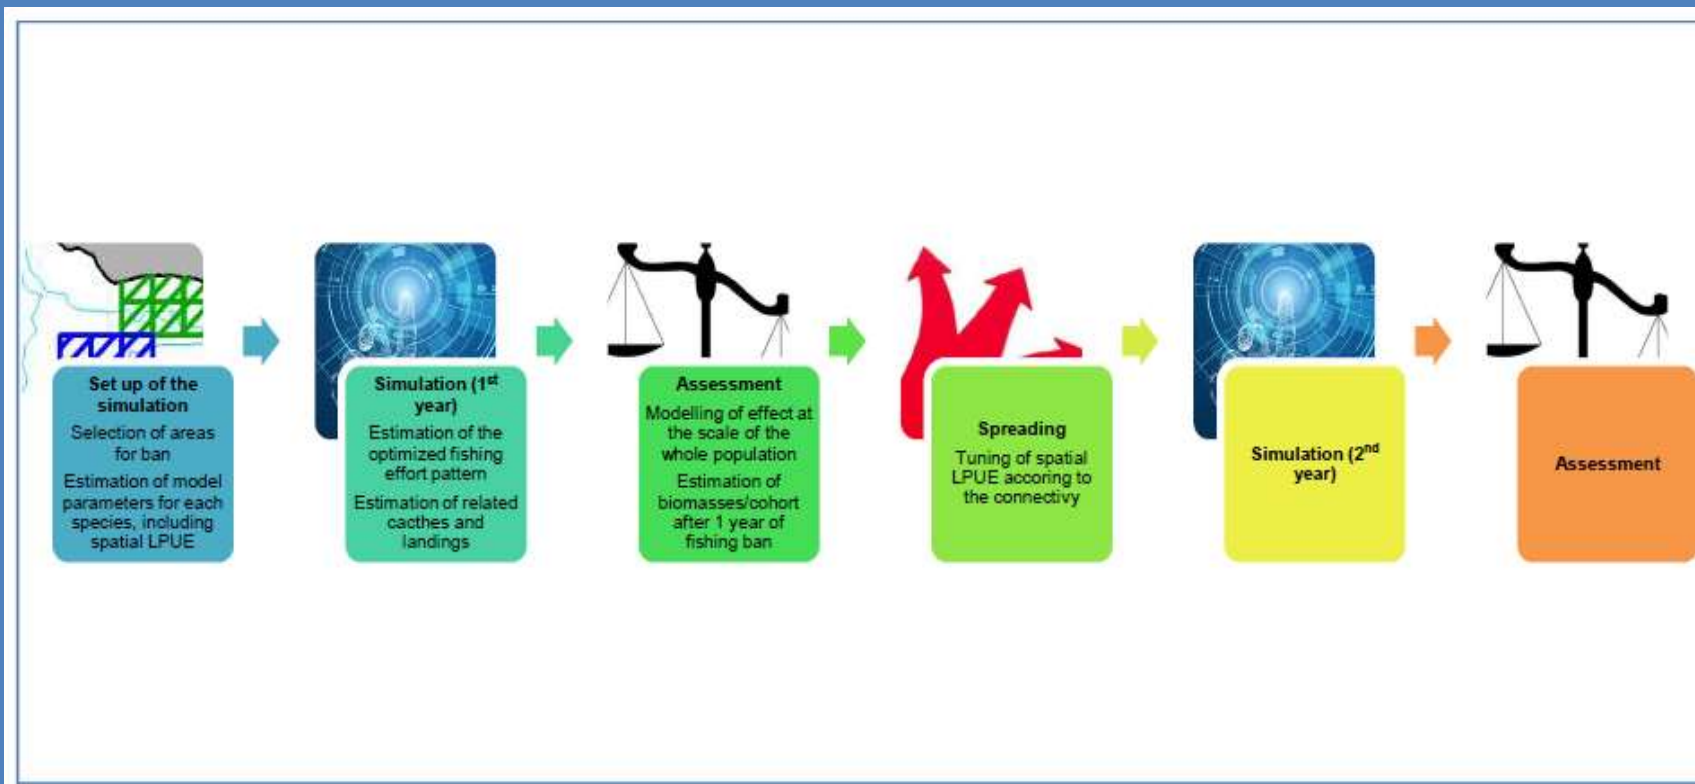 Set up of the
simulation
Selection of areas
for ban
Estimation of model
parameters for each
species, including
spatial LPUE
Simulation (1st
year)
Estimation of the
optimized fishing
effort pattern
Estimation of related
cacthes and
landings
Assessment
Modelling of effect at
the scale of the
whole population
Estimation of
biomasses/cohort
after 1 year of
fishing ban
Spreading
Tuning of spatial
LPUE accoring to
the connectivy
Simulation (2nd
year)
Assessment